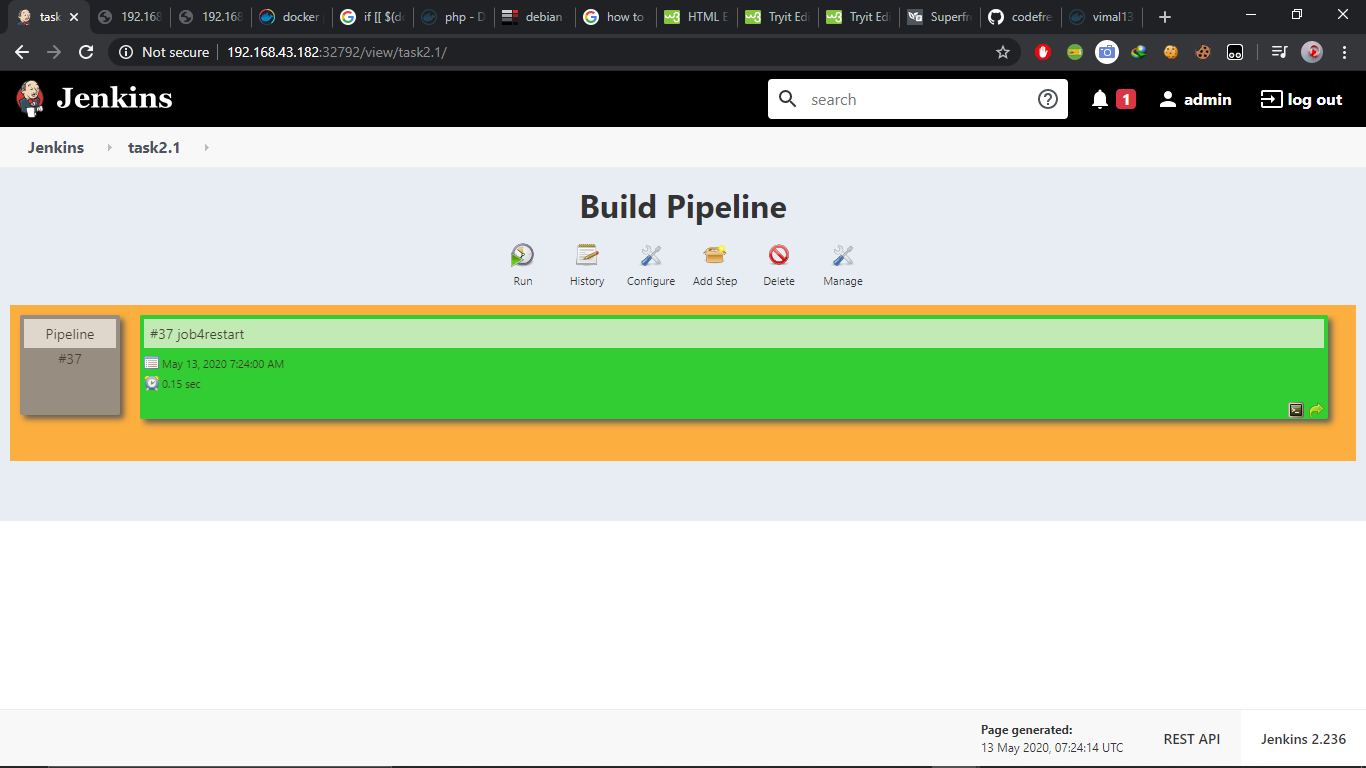 task
192.168
192.168
docker
if [[ $(d
php - D
debian
how to
HTML E
Tryit Edi
Tryit Edi
Superfr
codefre
vimal13
Not secure
192.168.43.182:32792/view/task2.1/
Jenkins
search
1
admin
log out
Jenkins
task2.1
Build Pipeline
Run
History
Configure
Add Step
Delete
Manage
Pipeline
#37
#37 job4restart
May 13, 2020 7:24:00 AM
0.15 sec
Page generated:
13 May 2020, 07:24:14 UTC
REST API
Jenkins 2.236